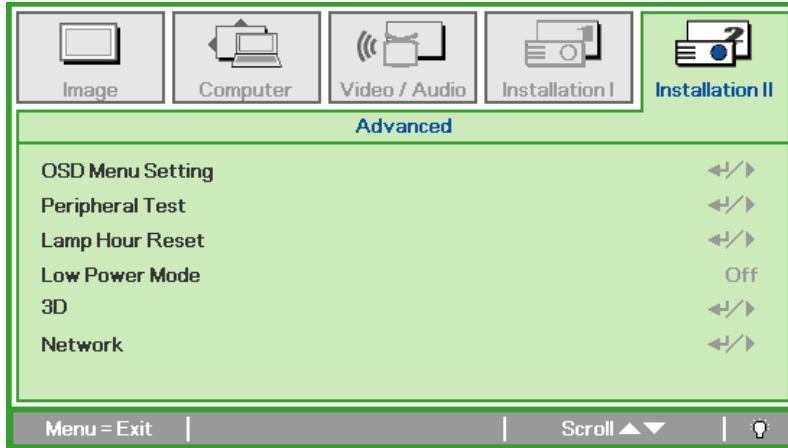 Image
Computer
Video / Audio
Installation I
Installation II
Advanced
OSD Menu Setting
Peripheral Test
Lamp Hour Reset
Low Power Mode Off
3D
Network
Menu = Exit Scroll ▲▼